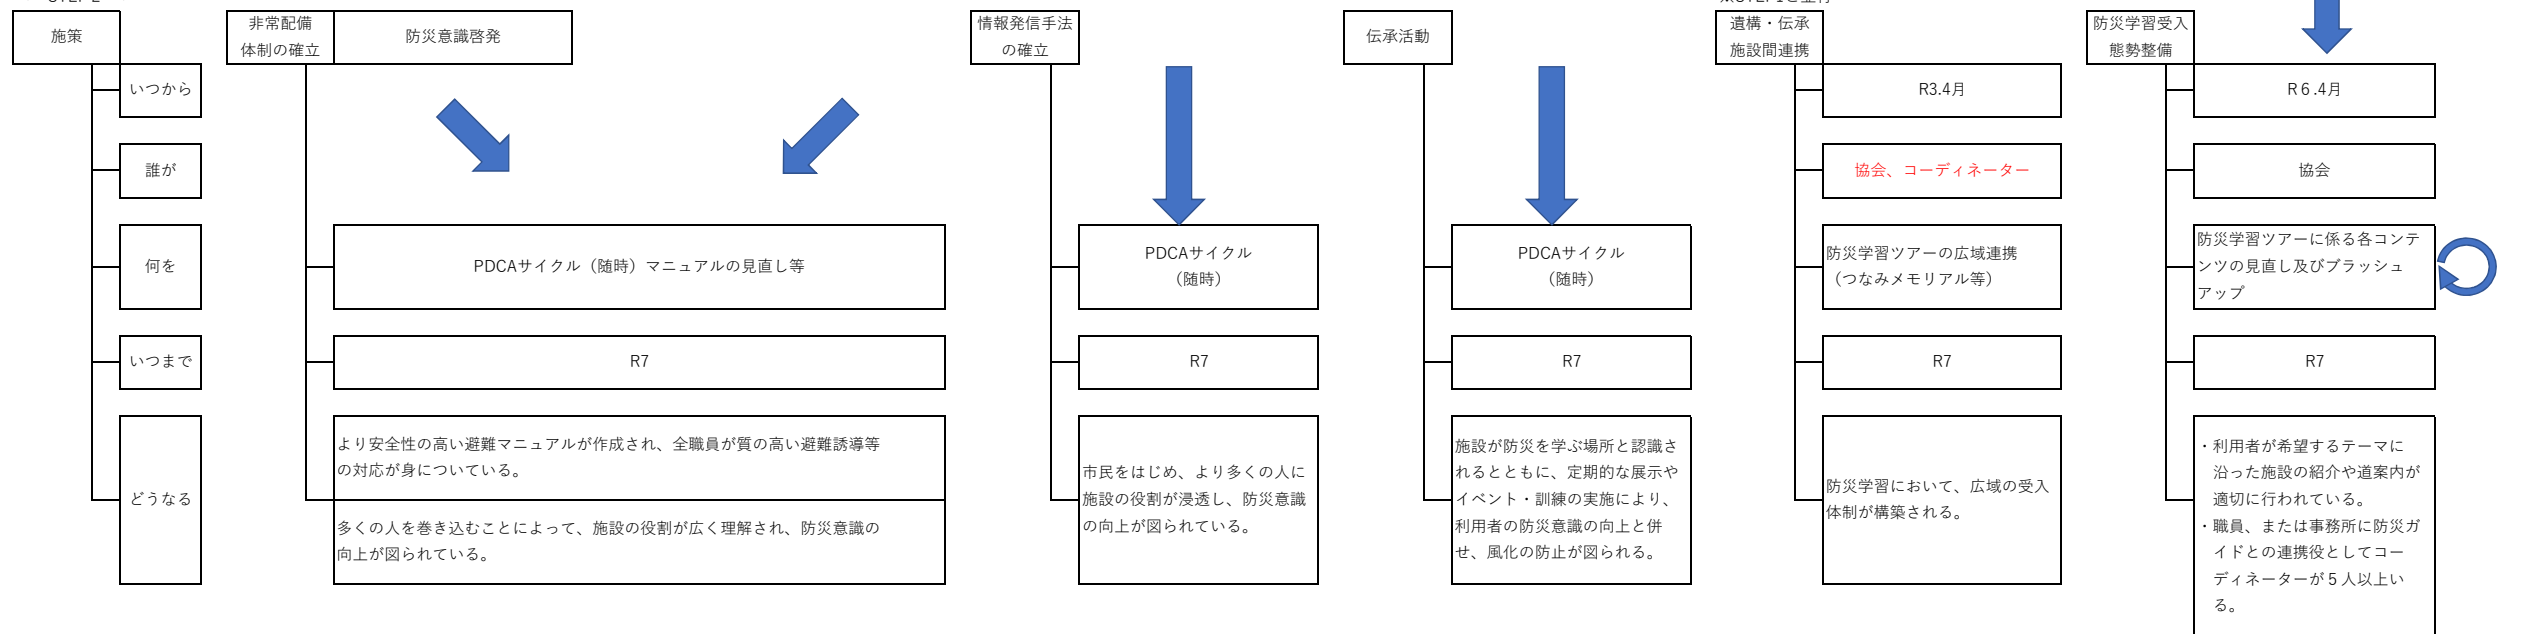 施策
いつから
誰が
何を
いつまで
どうなる
非常配備
体制の確立
防災意識啓発
PDCAサイクル（随時）マニュアルの見直し等
R7
より安全性の高い避難マニュアルが作成され、全職員が質の高い避難誘導等
の対応が身についている。
多くの人を巻き込むことによって、施設の役割が広く理解され、防災意識の
向上が図られている。
情報発信手法
の確立
PDCAサイクル
（随時）
R7
市民をはじめ、より多くの人に
施設の役割が浸透し、防災意識
の向上が図られている。
伝承活動
PDCAサイクル
（随時）
R7
施設が防災を学ぶ場所と認識さ
れるとともに、定期的な展示や
イベント・訓練の実施により、
利用者の防災意識の向上と併
せ、風化の防止が図られる。
遺構・伝承
施設間連携
R3.4月
協会、コーディネーター
防災学習ツアーの広域連携
（つなみメモリアル等）
R7
防災学習において、広域の受入
体制が構築される。
防災学習受入
態勢整備
R６.4月
協会
防災学習ツアーに係る各コンテ
ンツの見直し及びブラッシュ
アップ
R7
・利用者が希望するテーマに
沿った施設の紹介や道案内が
適切に行われている。
・職員、または事務所に防災ガ
イドとの連携役としてコー
ディネーターが５人以上い
る。